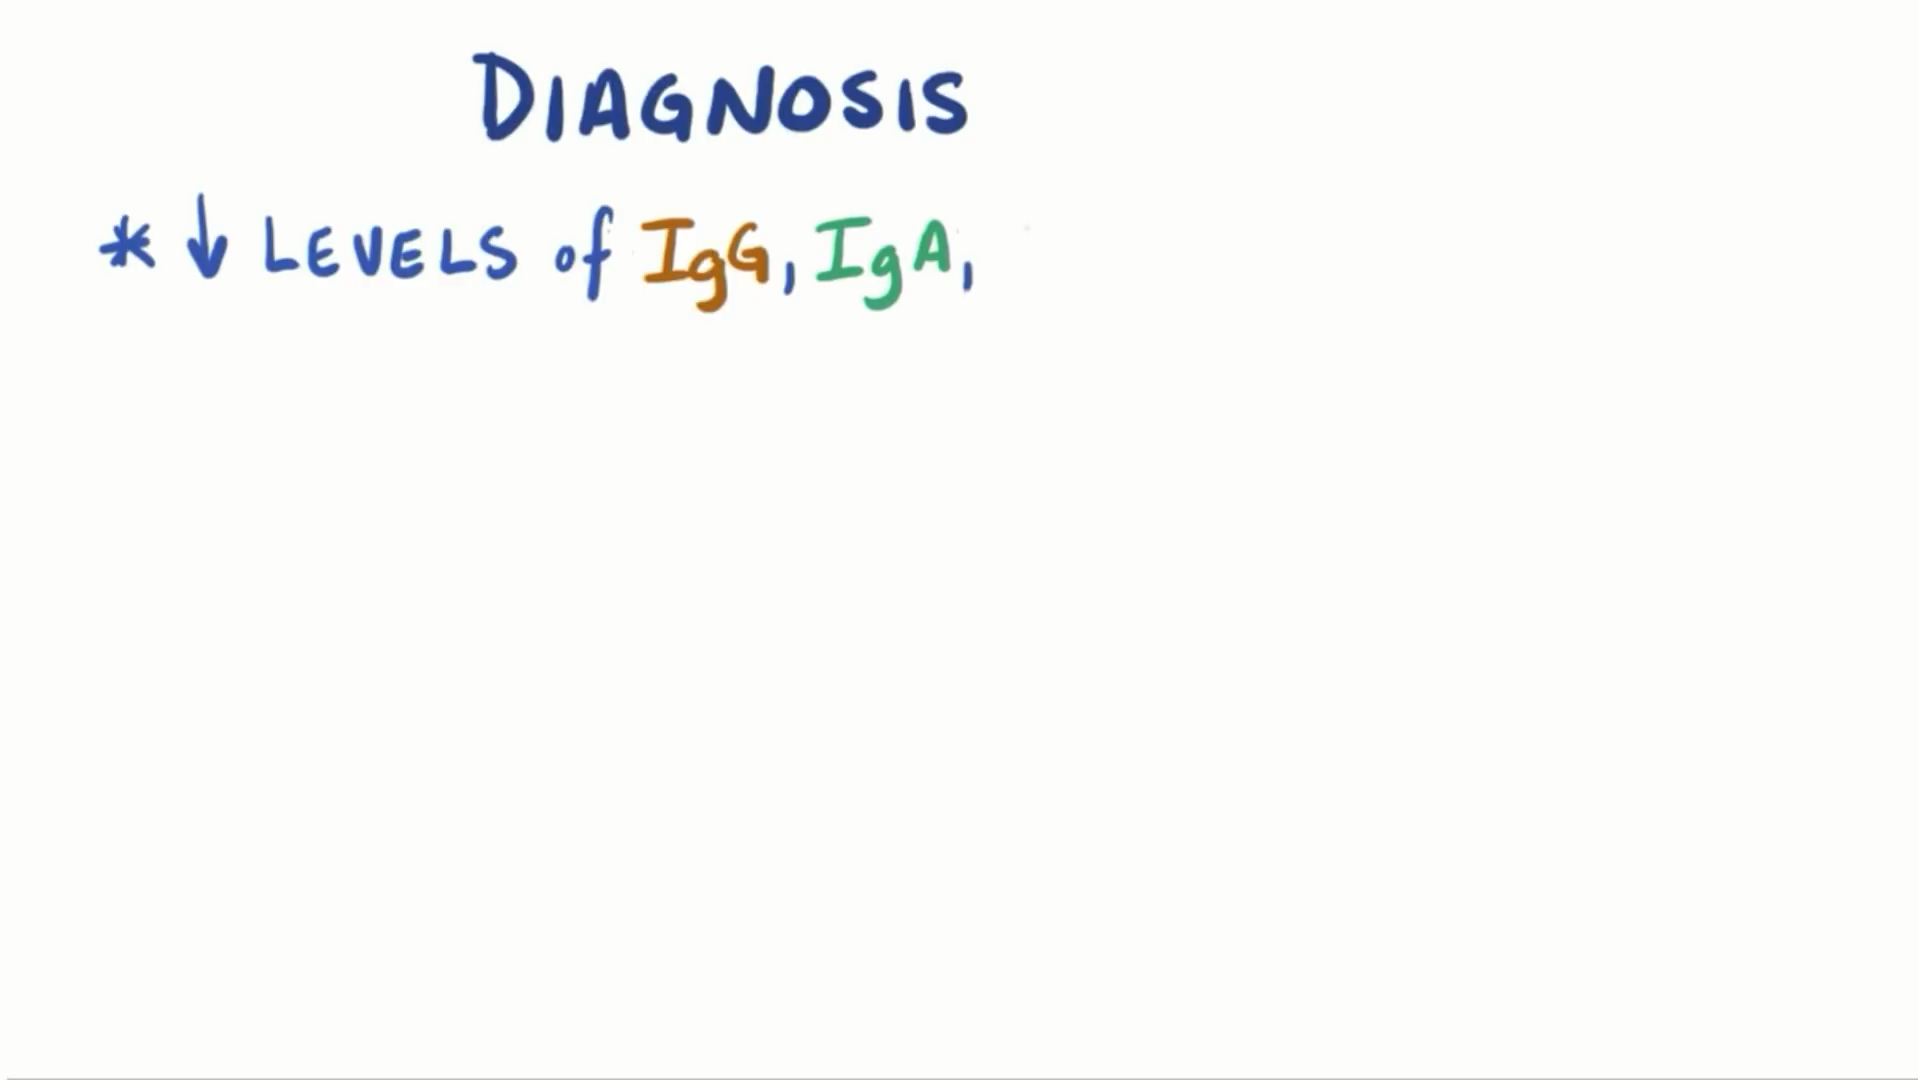 DIAGNOSIS
* ↓ LEVELS of IgG, IgA,